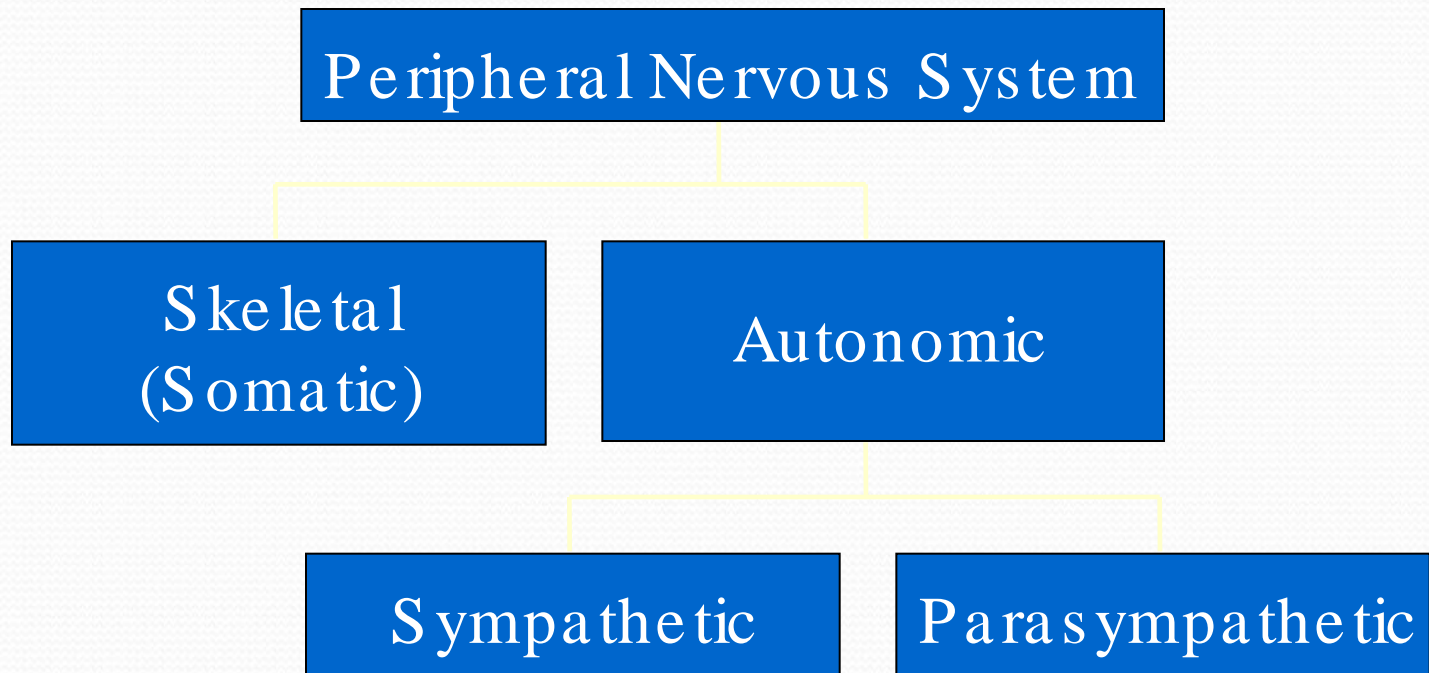 Peripheral Nervous System
Skeletal
(Somatic)
Autonomic
Sympathetic
Parasympathetic